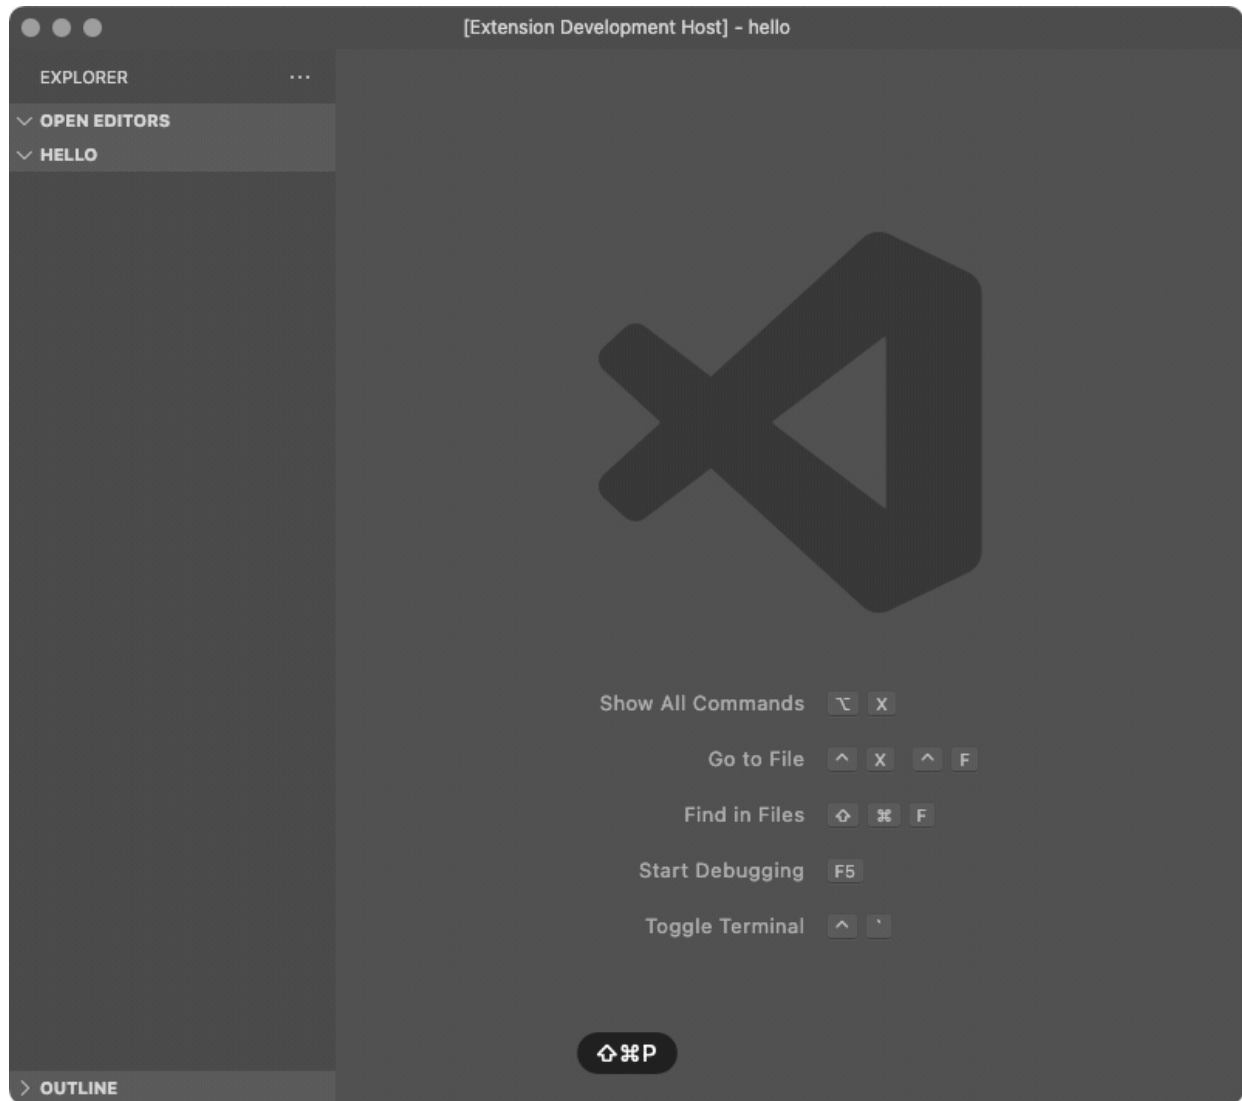 [Extension Development Host] - hello
EXPLORER ···
OPEN EDITORS
HELLO
Show All Commands ⌥ X
Go to File ^ X ^ F
Find in Files ⇧ ⌘ F
Start Debugging F5
Toggle Terminal ^ `
⇧⌘P
OUTLINE